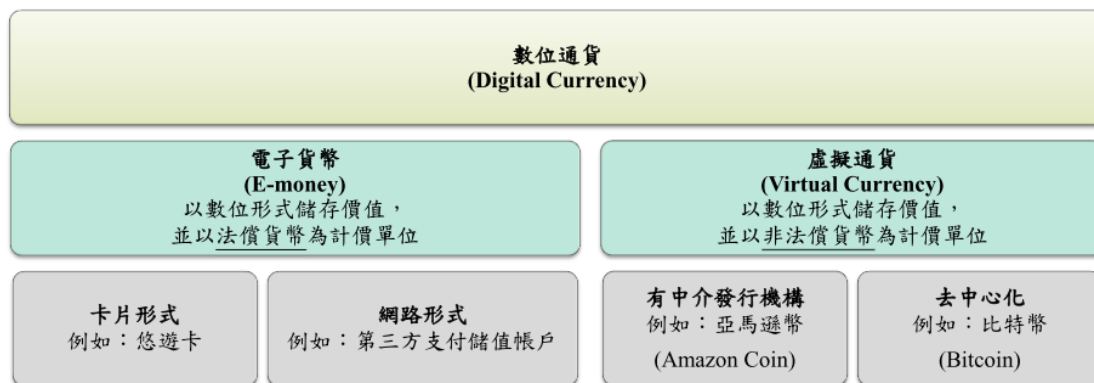 數位通貨
(Digital Currency)
電子貨幣
(E-money)
以數位形式儲存價值，
並以法償貨幣為計價單位
虛擬通貨
(Virtual Currency)
以數位形式儲存價值，
並以非法償貨幣為計價單位
卡片形式
例如：悠遊卡
網路形式
例如：第三方支付儲值帳戶
有中介發行機構
例如：亞馬遜幣
(Amazon Coin)
去中心化
例如：比特幣
(Bitcoin)